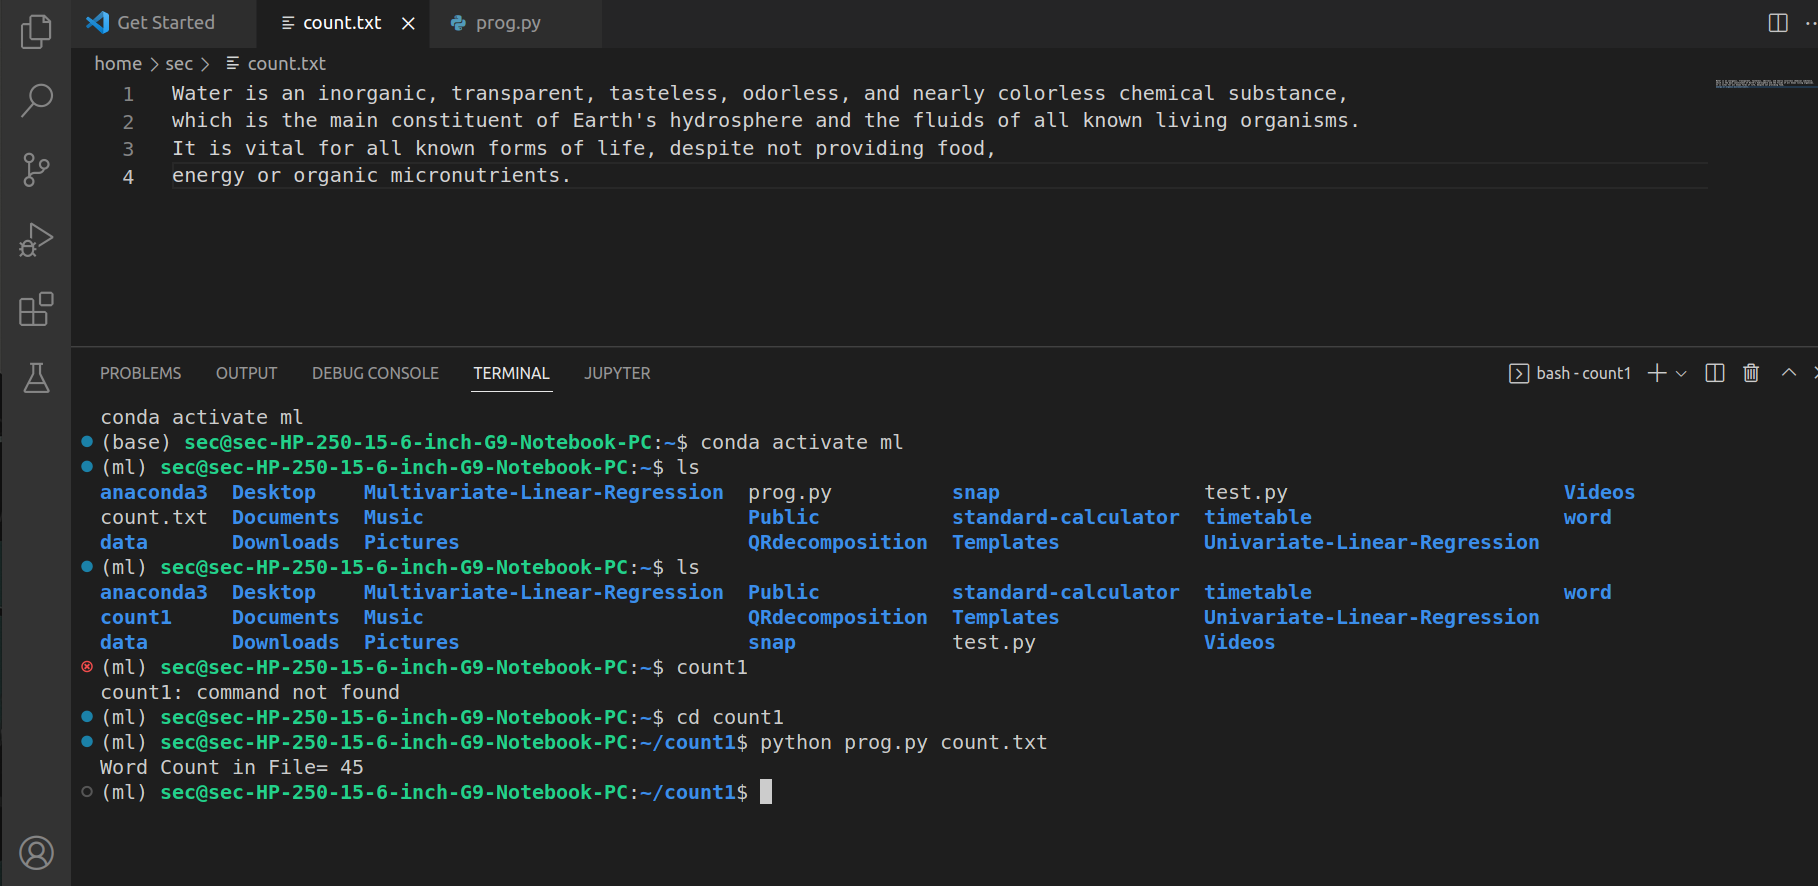 Get Started count.txt prog.py
home > sec > count.txt
1 Water is an inorganic, transparent, tasteless, odorless, and nearly colorless chemical substance,
2 which is the main constituent of Earth's hydrosphere and the fluids of all known living organisms.
3 It is vital for all known forms of life, despite not providing food,
4 energy or organic micronutrients.
PROBLEMS OUTPUT DEBUG CONSOLE TERMINAL JUPYTER bash - count1
conda activate ml
(base) sec@sec-HP-250-15-6-inch-G9-Notebook-PC:~$ conda activate ml
(ml) sec@sec-HP-250-15-6-inch-G9-Notebook-PC:~$ ls
anaconda3 Desktop Multivariate-Linear-Regression prog.py snap test.py Videos
count.txt Documents Music Public standard-calculator timetable word
data Downloads Pictures QRdecomposition Templates Univariate-Linear-Regression
(ml) sec@sec-HP-250-15-6-inch-G9-Notebook-PC:~$ ls
anaconda3 Desktop Multivariate-Linear-Regression Public standard-calculator timetable word
count1 Documents Music QRdecomposition Templates Univariate-Linear-Regression
data Downloads Pictures snap test.py Videos
(ml) sec@sec-HP-250-15-6-inch-G9-Notebook-PC:~$ count1
count1: command not found
(ml) sec@sec-HP-250-15-6-inch-G9-Notebook-PC:~$ cd count1
(ml) sec@sec-HP-250-15-6-inch-G9-Notebook-PC:~/count1$ python prog.py count.txt
Word Count in File= 45
(ml) sec@sec-HP-250-15-6-inch-G9-Notebook-PC:~/count1$